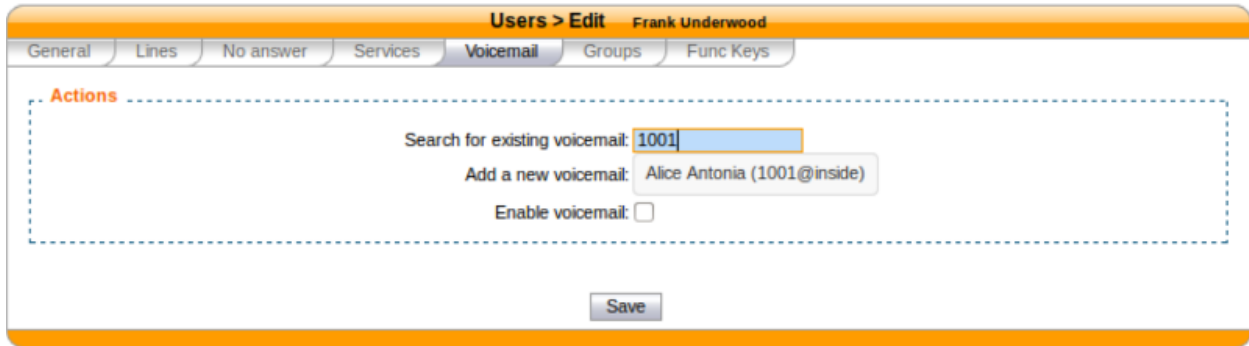 Users > Edit Frank Underwood
General Lines No answer Services Voicemail Groups Func Keys
Actions
Search for existing voicemail: 1001
Add a new voicemail: Alice Antonia (1001@inside)
Enable voicemail:
Save